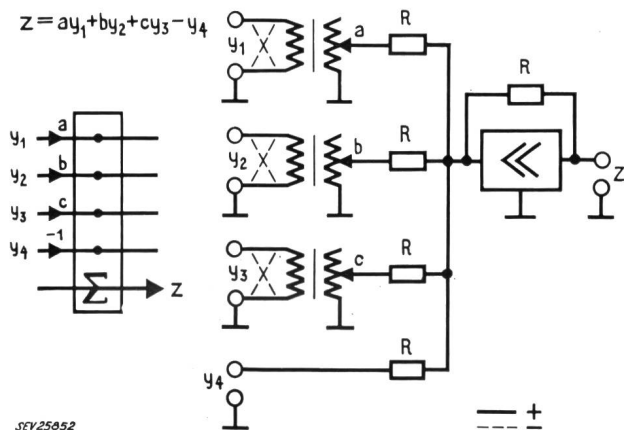 z = ay₁+by₂+cy₃−y₄
y₁ a
y₂ b
y₃ c
y₄ -1
Σ z
y₁ a R
y₂ b R
y₃ c R
y₄ R
R
z
SEV25852
+
−